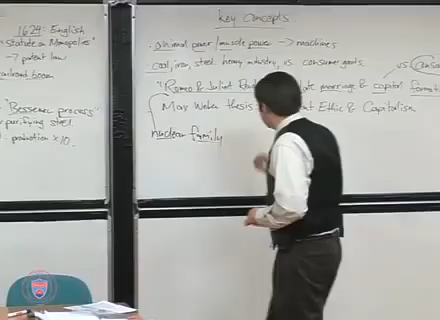 1624: English
"Statute on Monopolies"
→ patent law
railroad boom
"Bessemer process"
purifying steel
production x10
Key Concepts
• animal power / muscle power → machines
• coal, iron, steel heavy industry vs. consumer goods
vs
"Romeo & Juliet late marriage & capital
Max Weber thesis Ethic & Capitalism
nuclear family